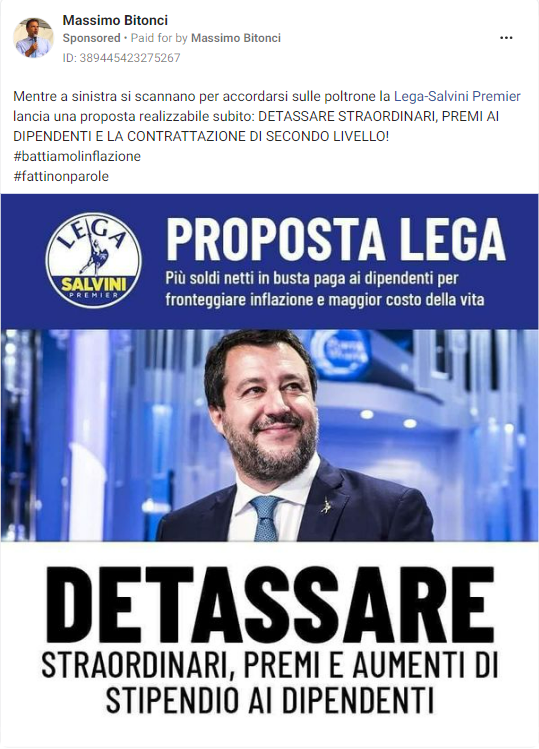 Massimo Bitonci
Sponsored • Paid for by Massimo Bitonci
ID: 389445423275267
Mentre a sinistra si scannano per accordarsi sulle poltrone la Lega-Salvini Premier
lancia una proposta realizzabile subito: DETASSARE STRAORDINARI, PREMI AI
DIPENDENTI E LA CONTRATTAZIONE DI SECONDO LIVELLO!
#battiamolinflazione
#fattinonparole
LEGA
SALVINI
PREMIER
PROPOSTA LEGA
Più soldi netti in busta paga ai dipendenti per
fronteggiare inflazione e maggior costo della vita
DETASSARE
STRAORDINARI, PREMI E AUMENTI DI
STIPENDIO AI DIPENDENTI